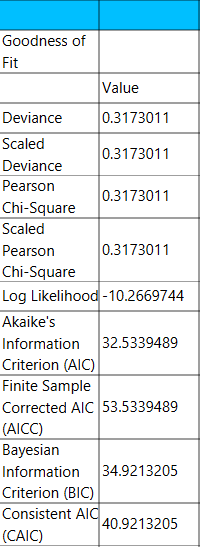 Goodness of
Fit
Value
Deviance 0.3173011
Scaled
Deviance 0.3173011
Pearson
Chi-Square 0.3173011
Scaled
Pearson 0.3173011
Chi-Square
Log Likelihood -10.2669744
Akaike's
Information 32.5339489
Criterion (AIC)
Finite Sample
Corrected AIC 53.5339489
(AICC)
Bayesian
Information 34.9213205
Criterion (BIC)
Consistent AIC 40.9213205
(CAIC)